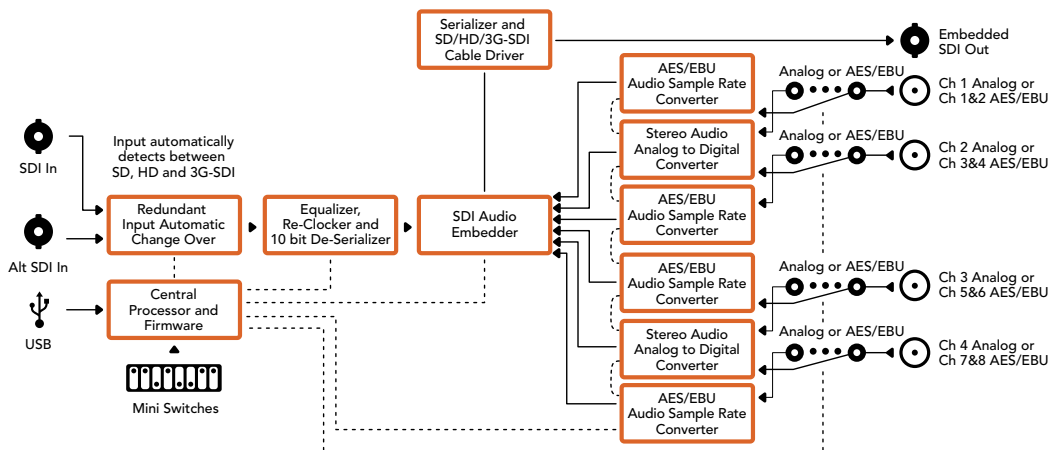 Serializer and
SD/HD/3G-SDI
Cable Driver
Embedded
SDI Out
AES/EBU
Audio Sample Rate
Converter
Analog or AES/EBU
Ch 1 Analog or
Ch 1&2 AES/EBU
Input automatically
detects between
SD, HD and 3G-SDI
SDI In
Stereo Audio
Analog to Digital
Converter
Analog or AES/EBU
Ch 2 Analog or
Ch 3&4 AES/EBU
Redundant
Input Automatic
Change Over
Equalizer,
Re-Clocker and
10 bit De-Serializer
SDI Audio
Embedder
AES/EBU
Audio Sample Rate
Converter
Alt SDI In
AES/EBU
Audio Sample Rate
Converter
Analog or AES/EBU
Ch 3 Analog or
Ch 5&6 AES/EBU
Central
Processor and
Firmware
USB
Stereo Audio
Analog to Digital
Converter
Analog or AES/EBU
Ch 4 Analog or
Ch 7&8 AES/EBU
Mini Switches
AES/EBU
Audio Sample Rate
Converter